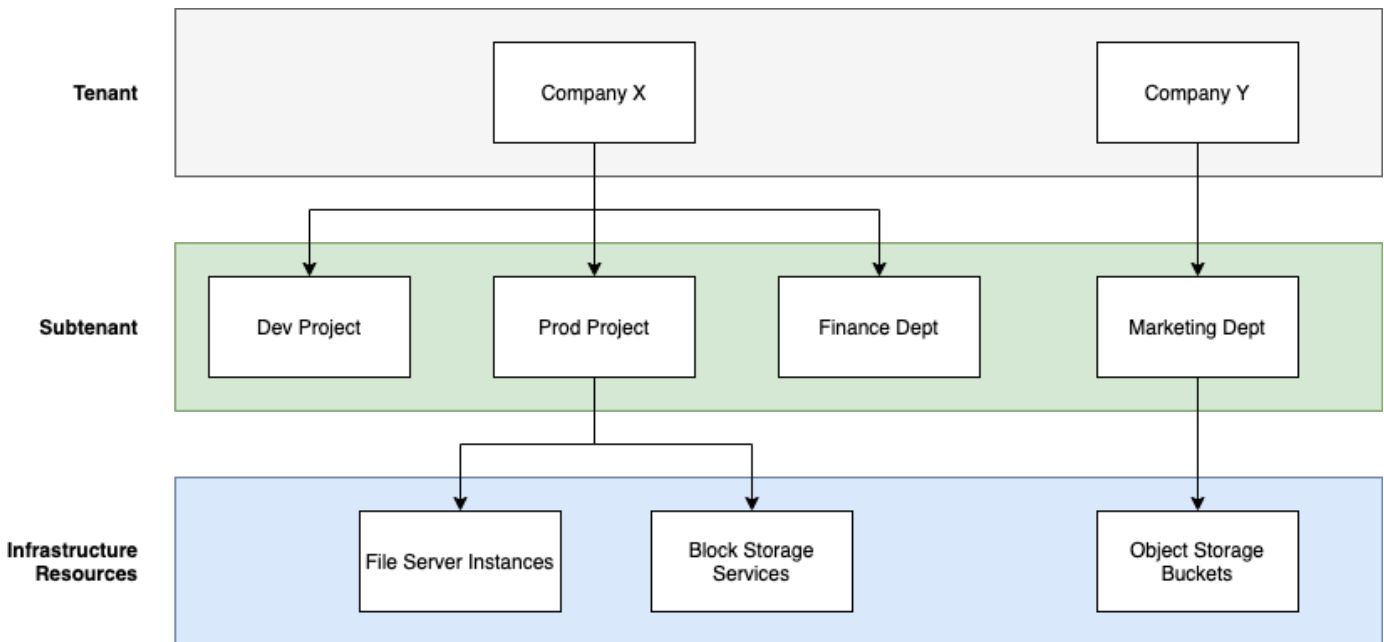 Tenant
Company X
Company Y
Subtenant
Dev Project
Prod Project
Finance Dept
Marketing Dept
Infrastructure
Resources
File Server Instances
Block Storage
Services
Object Storage
Buckets